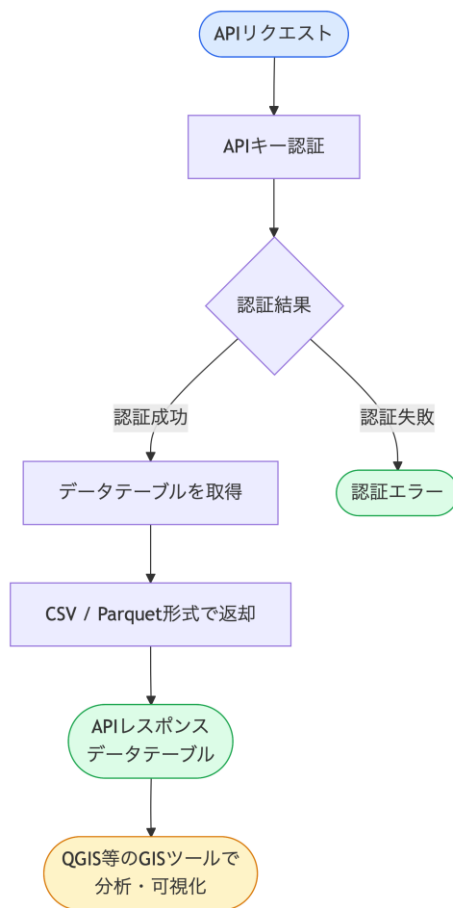 APIリクエスト
APIキー認証
認証結果
認証成功
認証失敗
データテーブルを取得
認証エラー
CSV / Parquet形式で返却
APIレスポンス
データテーブル
QGIS等のGISツールで
分析・可視化